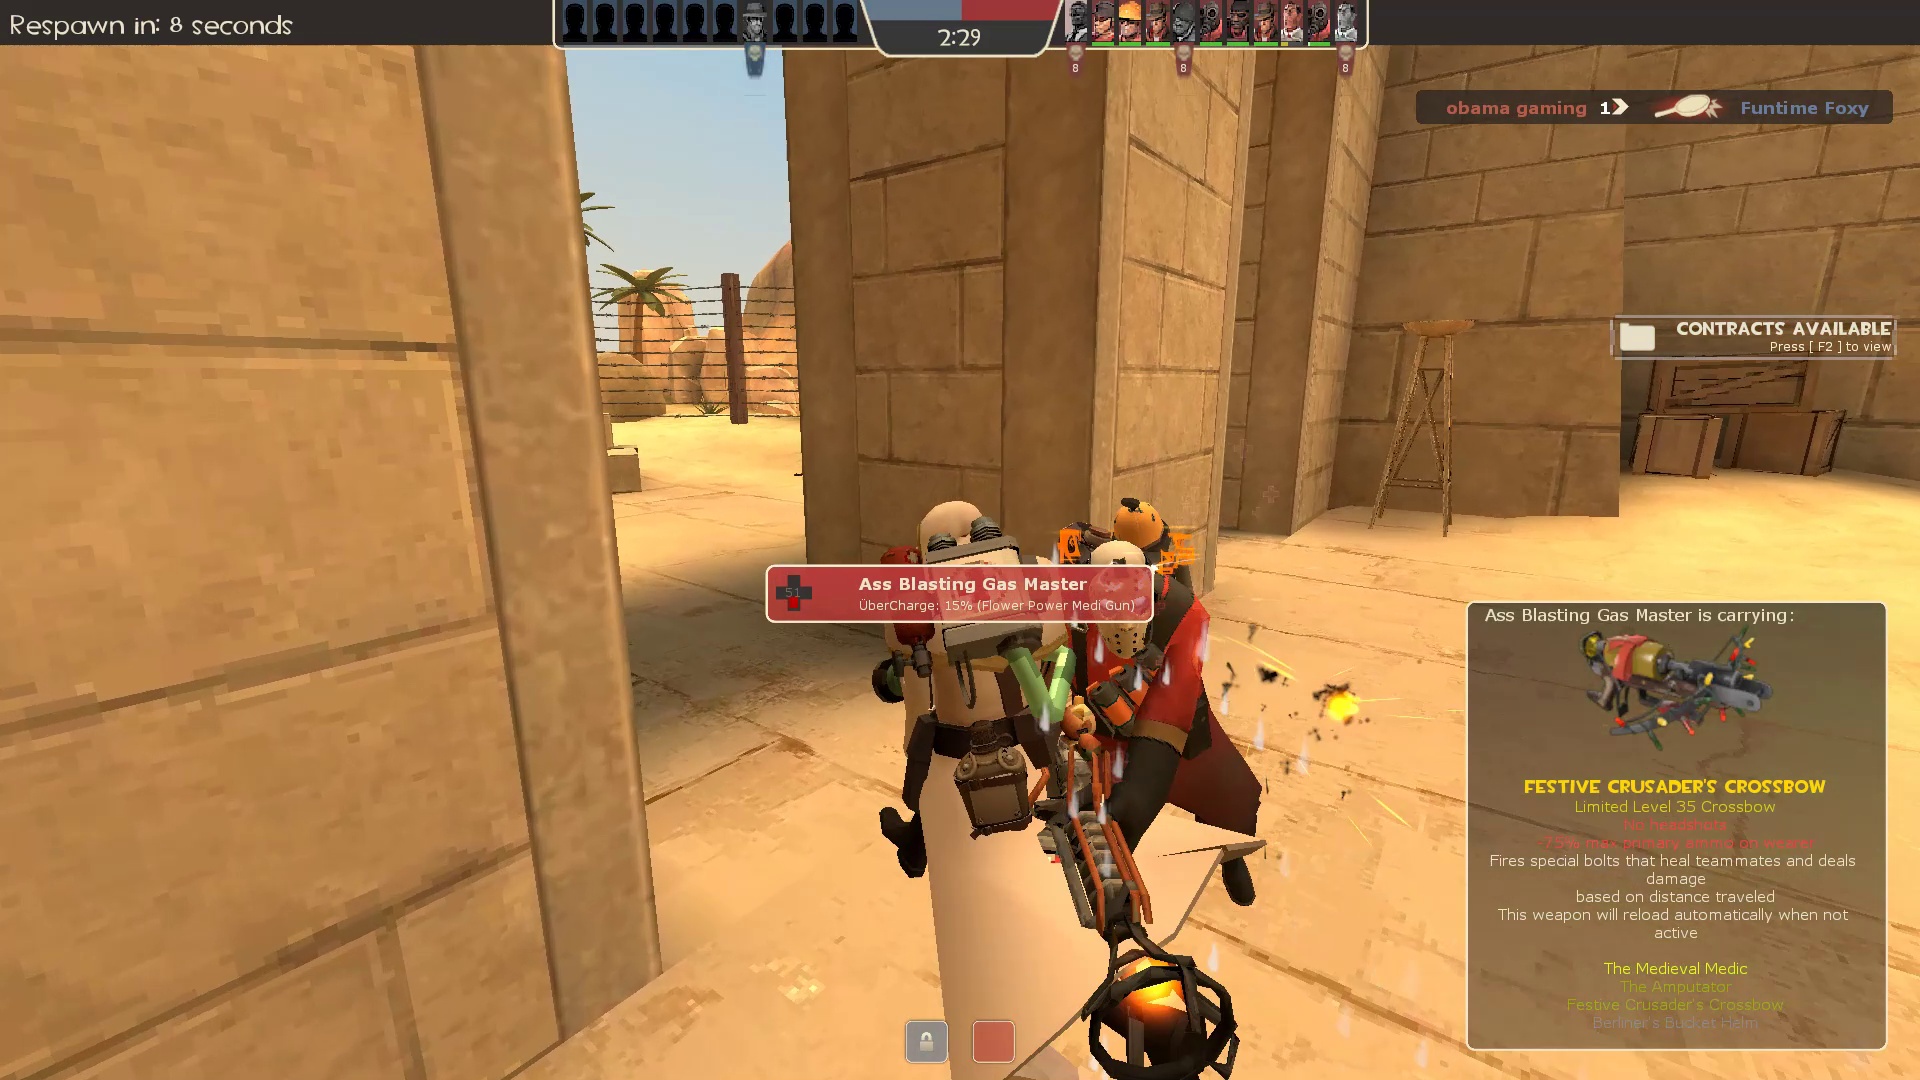 Respawn in: 8 seconds
2:29
8
8
8
obama gaming 1 Funtime Foxy
CONTRACTS AVAILABLE
Press [ F2 ] to view
51
Ass Blasting Gas Master
ÜberCharge: 15% (Flower Power Medi Gun)
Ass Blasting Gas Master is carrying:
FESTIVE CRUSADER'S CROSSBOW
Limited Level 35 Crossbow
No headshots
-75% max primary ammo on wearer
Fires special bolts that heal teammates and deals
damage
based on distance traveled
This weapon will reload automatically when not
active
The Medieval Medic
The Amputator
Festive Crusader's Crossbow
Berliner's Bucket Helm